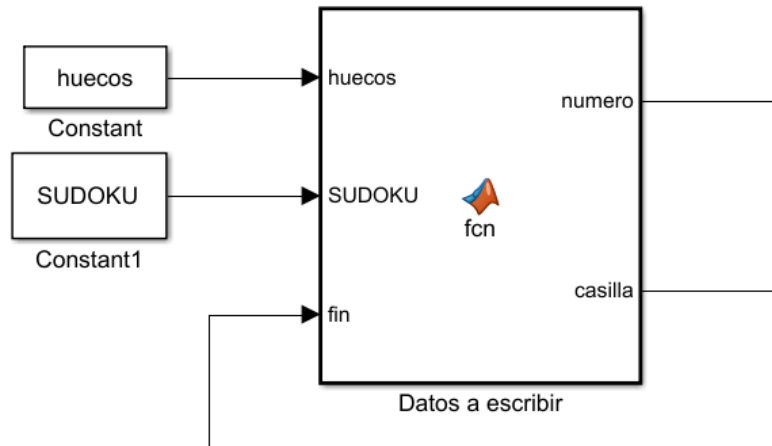 huecos
Constant
SUDOKU
Constant1
huecos
SUDOKU
fin
fcn
numero
casilla
Datos a escribir